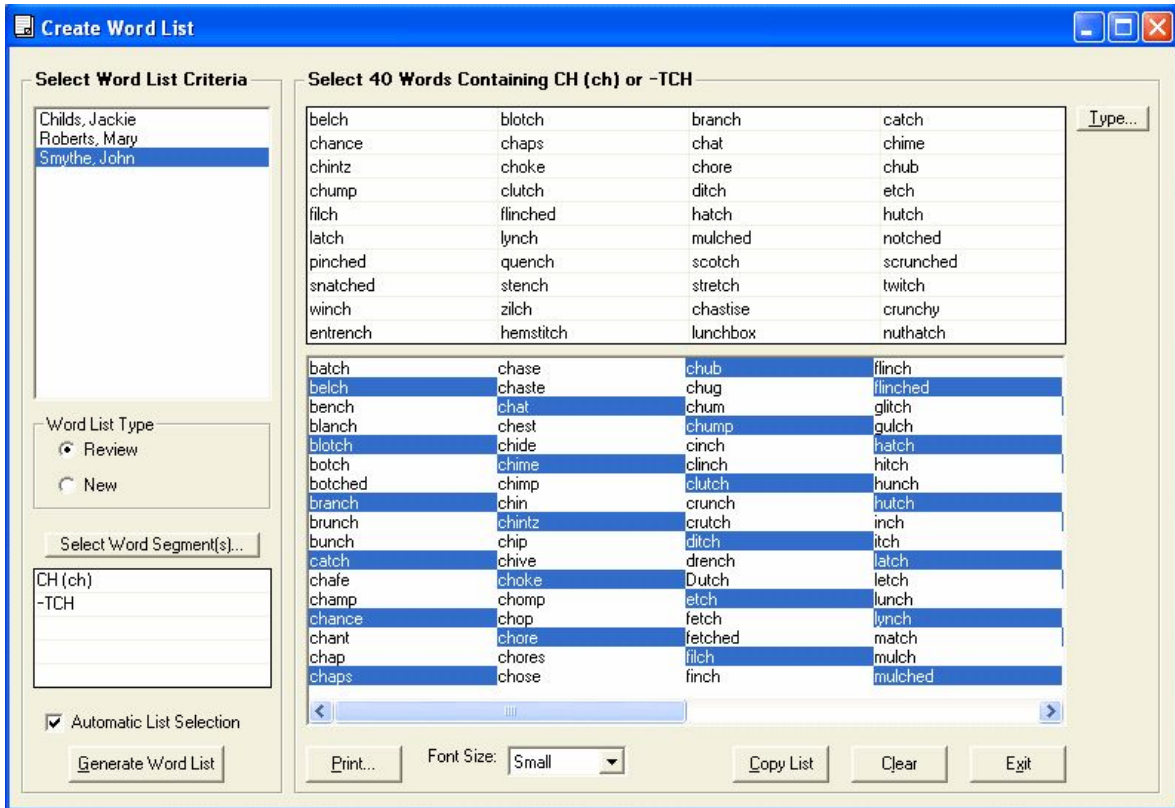 Create Word List
Select Word List Criteria
Childs, Jackie
Roberts, Mary
Smythe, John
Word List Type
Review
New
Select Word Segment(s)...
CH (ch)
-TCH
Automatic List Selection
Generate Word List
Select 40 Words Containing CH (ch) or -TCH
belch blotch branch catch
chance chaps chat chime
chintz choke chore chub
chump clutch ditch etch
filch flinched hatch hutch
latch lynch mulched notched
pinched quench scotch scrunched
snatched stench stretch twitch
winch zilch chastise crunchy
entrench hemstitch lunchbox nuthatch
Type...
batch chase chub flinch
belch chaste chug flinched
bench chat chum glitch
blanch chest chump gulch
blotch chide cinch hatch
botch chime clinch hitch
botched chimp clutch hunch
branch chin crunch hutch
brunch chintz crutch inch
bunch chip ditch itch
catch chive drench latch
chafe choke Dutch letch
champ chomp etch lunch
chance chop fetch lynch
chant chore fetched match
chap chores filch mulch
chaps chose finch mulched
Print... Font Size: Small Copy List Clear Exit